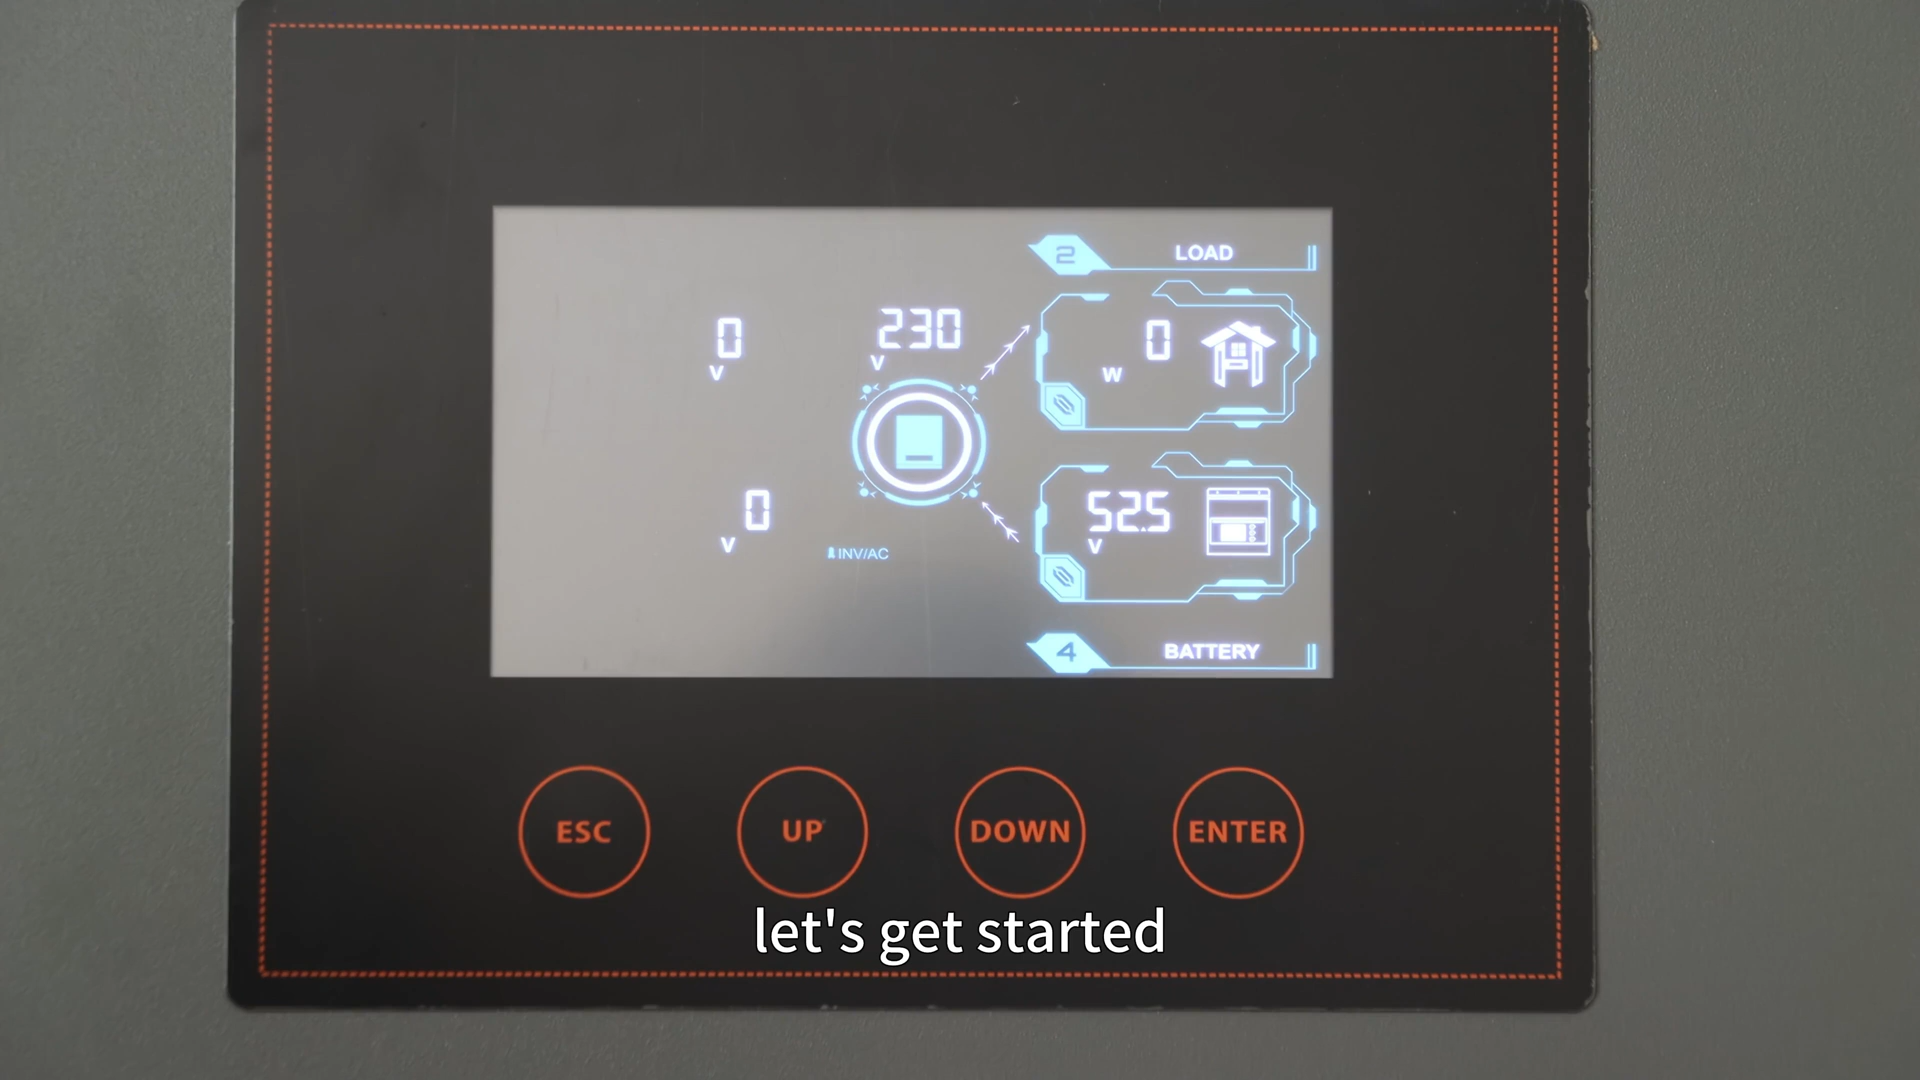 2 LOAD
0 V
230 V
0 W
0 V
INV/AC
52.5 V
4 BATTERY
ESC UP DOWN ENTER
let's get started